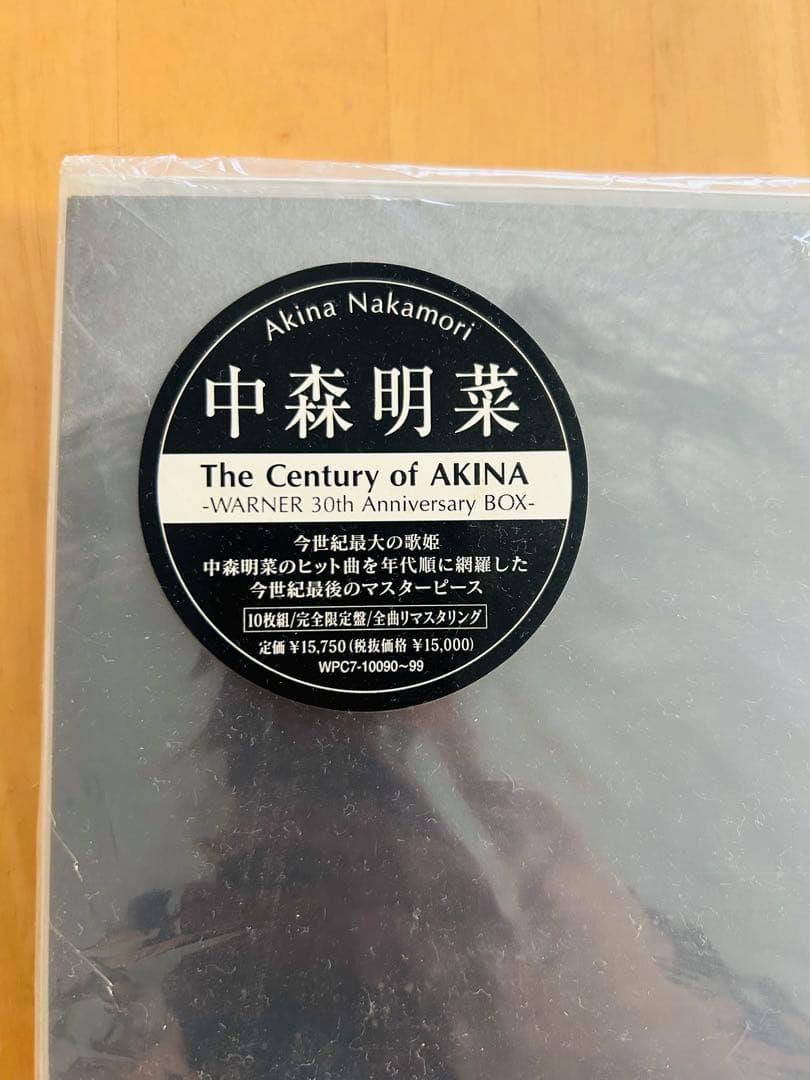 Akina Nakamori
中森明菜
The Century of AKINA
-WARNER 30th Anniversary BOX-
今世紀最大の歌姫
中森明菜のヒット曲を年代順に網羅した
今世紀最後のマスターピース
10枚組/完全限定盤/全曲リマスタリング
定価 ¥15,750(税抜価格 ¥15,000)
WPC7-10090~99